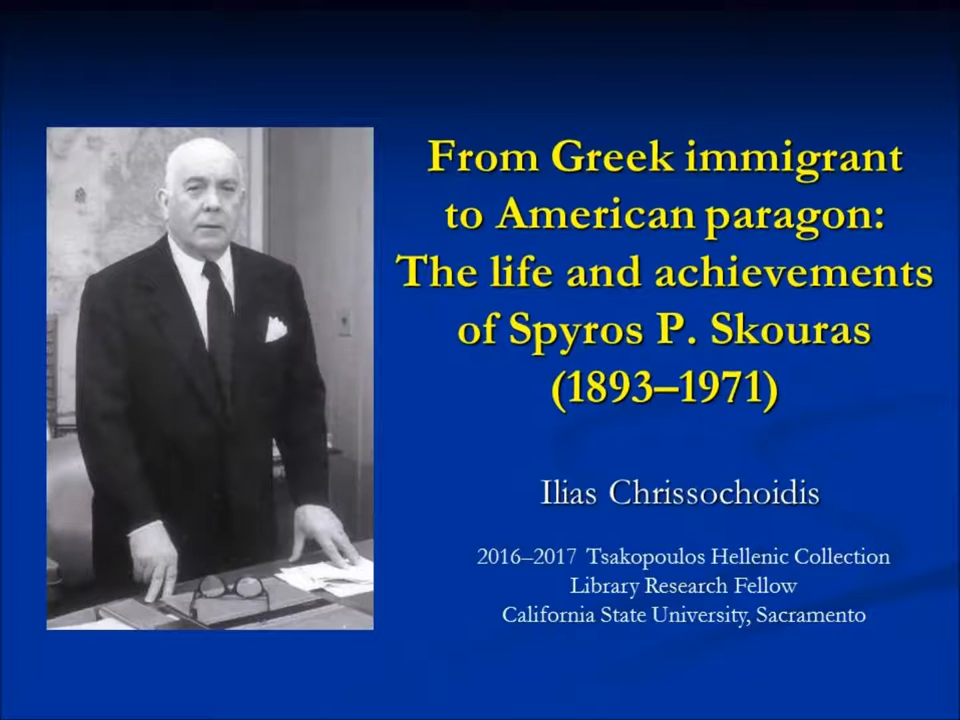 From Greek immigrant
to American paragon:
The life and achievements
of Spyros P. Skouras
(1893–1971)
Ilias Chrissochoidis
2016–2017 Tsakopoulos Hellenic Collection
Library Research Fellow
California State University, Sacramento